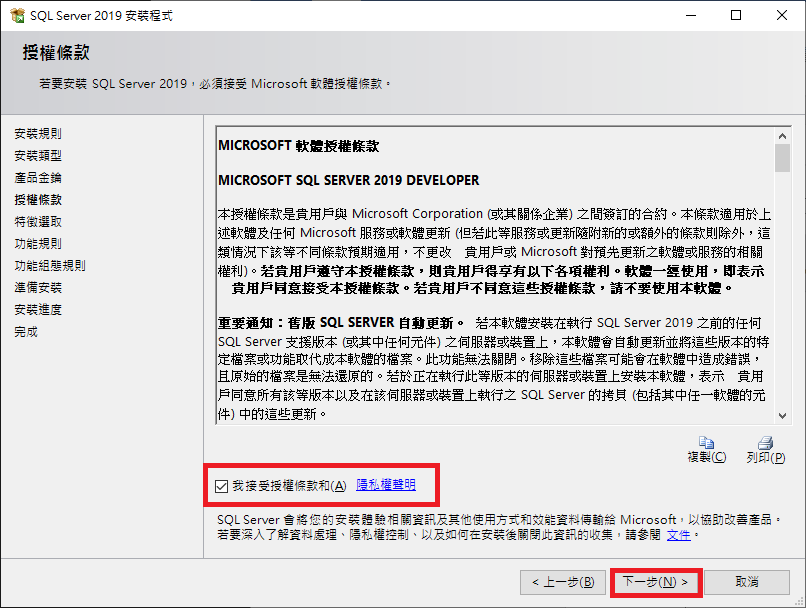 SQL Server 2019 安裝程式
授權條款
若要安裝 SQL Server 2019，必須接受 Microsoft 軟體授權條款。
安裝規則
安裝類型
產品金鑰
授權條款
特徵選取
功能規則
功能組態規則
準備安裝
安裝進度
完成
MICROSOFT 軟體授權條款
MICROSOFT SQL SERVER 2019 DEVELOPER
本授權條款是貴用戶與 Microsoft Corporation (或其關係企業) 之間簽訂的合約。本條款適用於上
述軟體及任何 Microsoft 服務或軟體更新 (但若此等服務或更新隨附新的或額外的條款則除外，這
類情況下該等不同條款預期適用，不更改　貴用戶或 Microsoft 對預先更新之軟體或服務的相關
權利)。若貴用戶遵守本授權條款，則貴用戶得享有以下各項權利。軟體一經使用，即表示
貴用戶同意接受本授權條款。若貴用戶不同意這些授權條款，請不要使用本軟體。
重要通知：舊版 SQL SERVER 自動更新。 若本軟體安裝在執行 SQL Server 2019 之前的任何
SQL Server 支援版本 (或其中任何元件) 之伺服器或裝置上，本軟體會自動更新並將這些版本的特
定檔案或功能取代成本軟體的檔案。此功能無法關閉。移除這些檔案可能會在軟體中造成錯誤，
且原始的檔案是無法還原的。若於正在執行此等版本的伺服器或裝置上安裝本軟體，表示　貴用
戶同意所有該等版本以及在該伺服器或裝置上執行之 SQL Server 的拷貝 (包括其中任一軟體的元
件) 中的這些更新。
複製(C)
列印(P)
我接受授權條款和(A) 隱私權聲明
SQL Server 會將您的安裝體驗相關資訊及其他使用方式和效能資料傳輸給 Microsoft，以協助改善產品。
若要深入了解資料處理、隱私權控制、以及如何在安裝後關閉此資訊的收集，請參閱 文件。
< 上一步(B)
下一步(N) >
取消